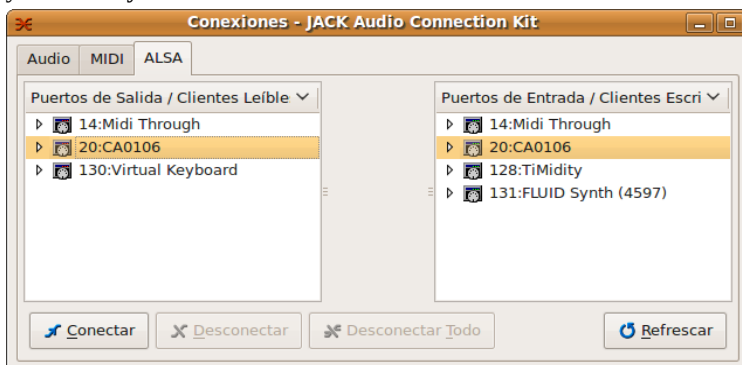 Conexiones - JACK Audio Connection Kit
Audio MIDI ALSA
Puertos de Salida / Clientes Leíble
Puertos de Entrada / Clientes Escri
14:Midi Through
20:CA0106
130:Virtual Keyboard
14:Midi Through
20:CA0106
128:TiMidity
131:FLUID Synth (4597)
Conectar Desconectar Desconectar Todo Refrescar